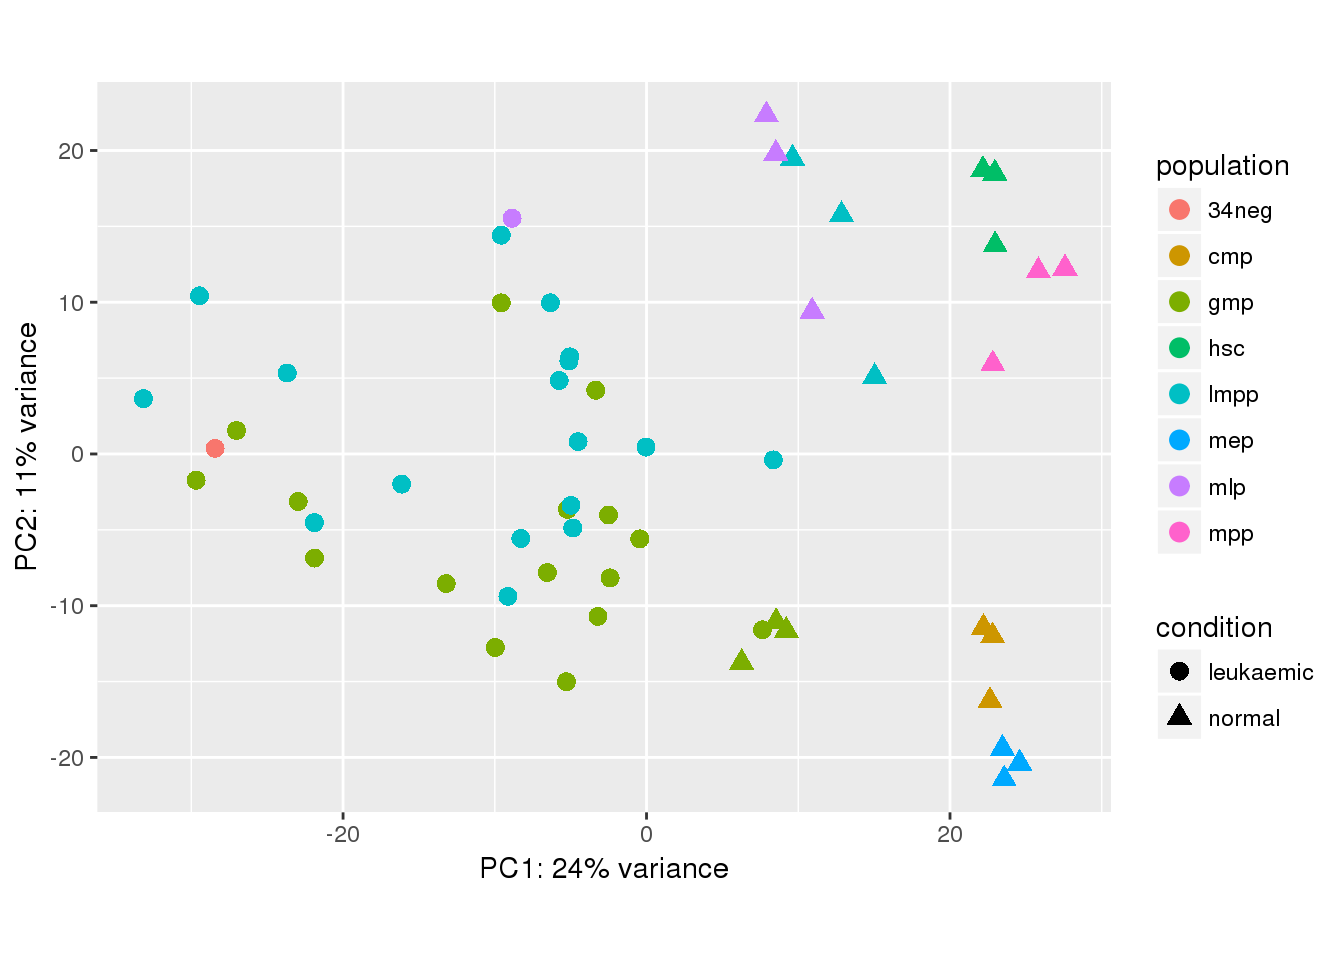 population
34neg
cmp
gmp
hsc
lmpp
mep
mlp
mpp
condition
leukaemic
normal
PC2: 11% variance
20
10
0
-10
-20
-20
0
20
PC1: 24% variance